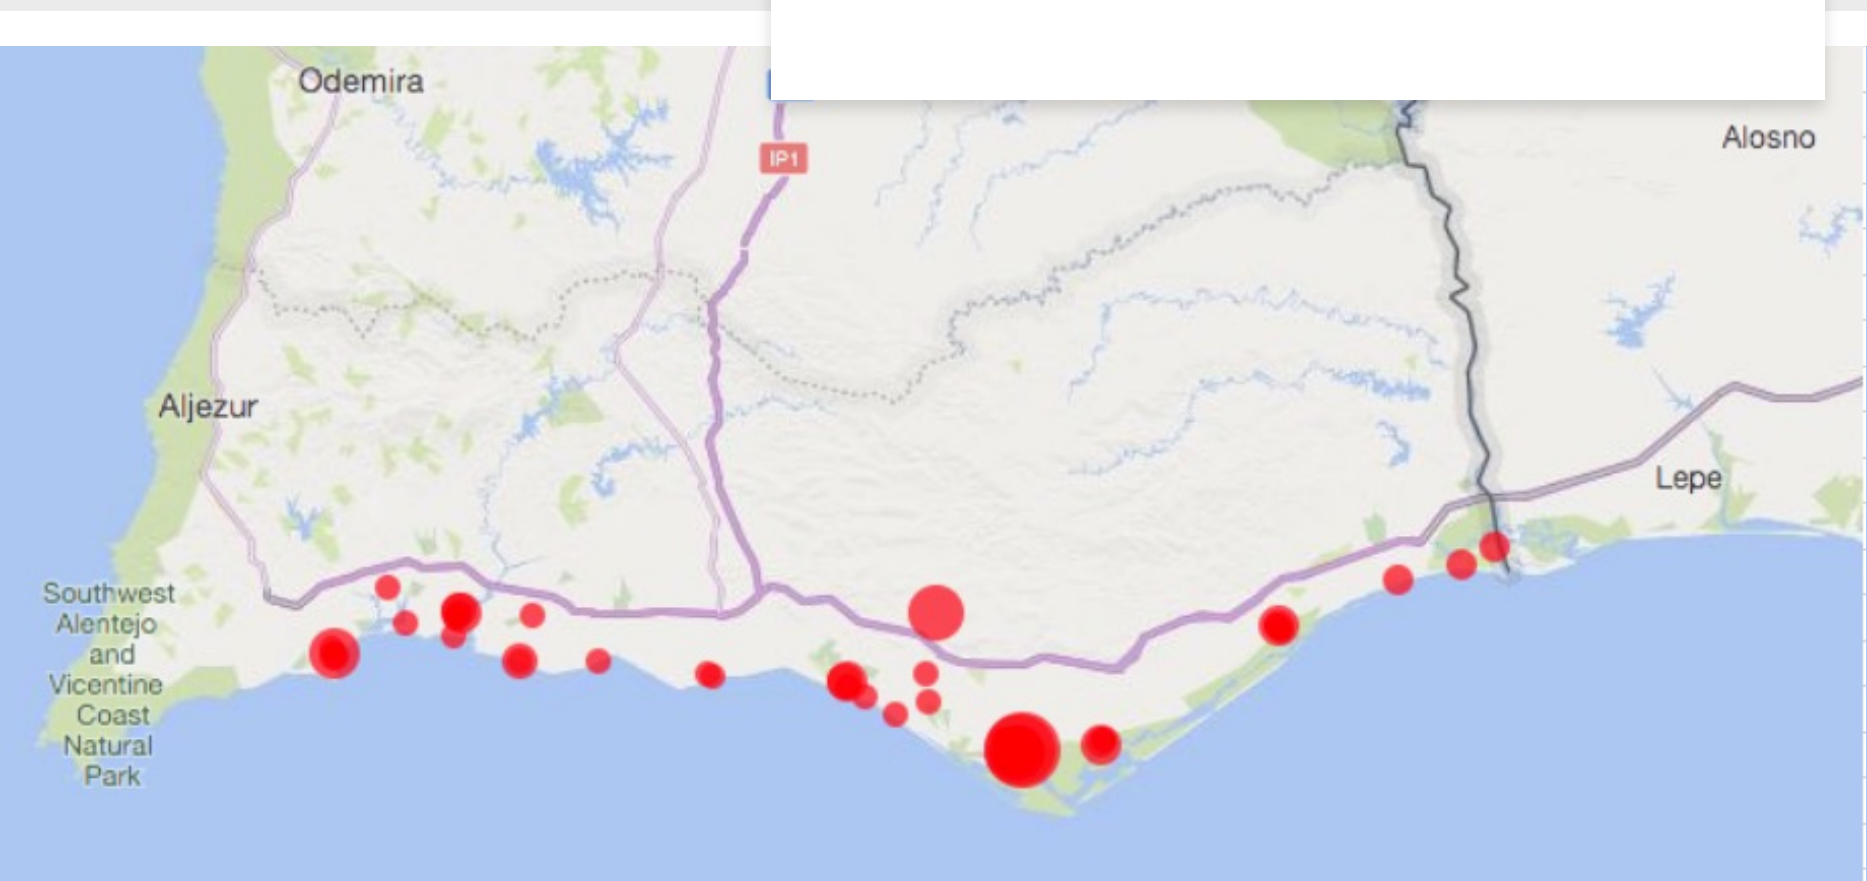 Odemira
IP1
Alosno
Aljezur
Lepe
Southwest
Alentejo
and
Vicentine
Coast
Natural
Park